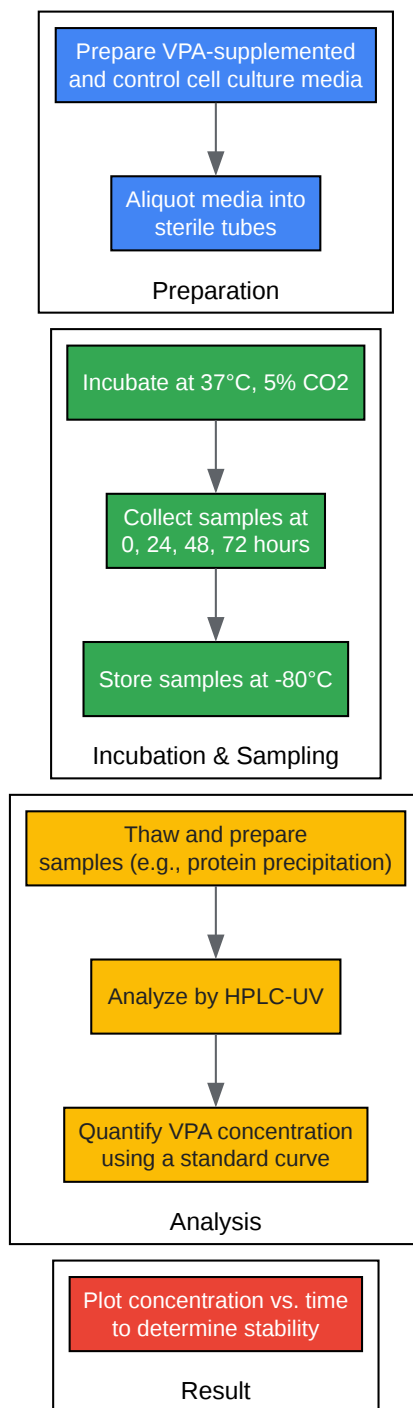 Prepare VPA-supplemented
and control cell culture media
Aliquot media into
sterile tubes
Preparation
Incubate at 37°C, 5% CO2
Collect samples at
0, 24, 48, 72 hours
Store samples at -80°C
Incubation & Sampling
Thaw and prepare
samples (e.g., protein precipitation)
Analyze by HPLC-UV
Quantify VPA concentration
using a standard curve
Analysis
Plot concentration vs. time
to determine stability
Result